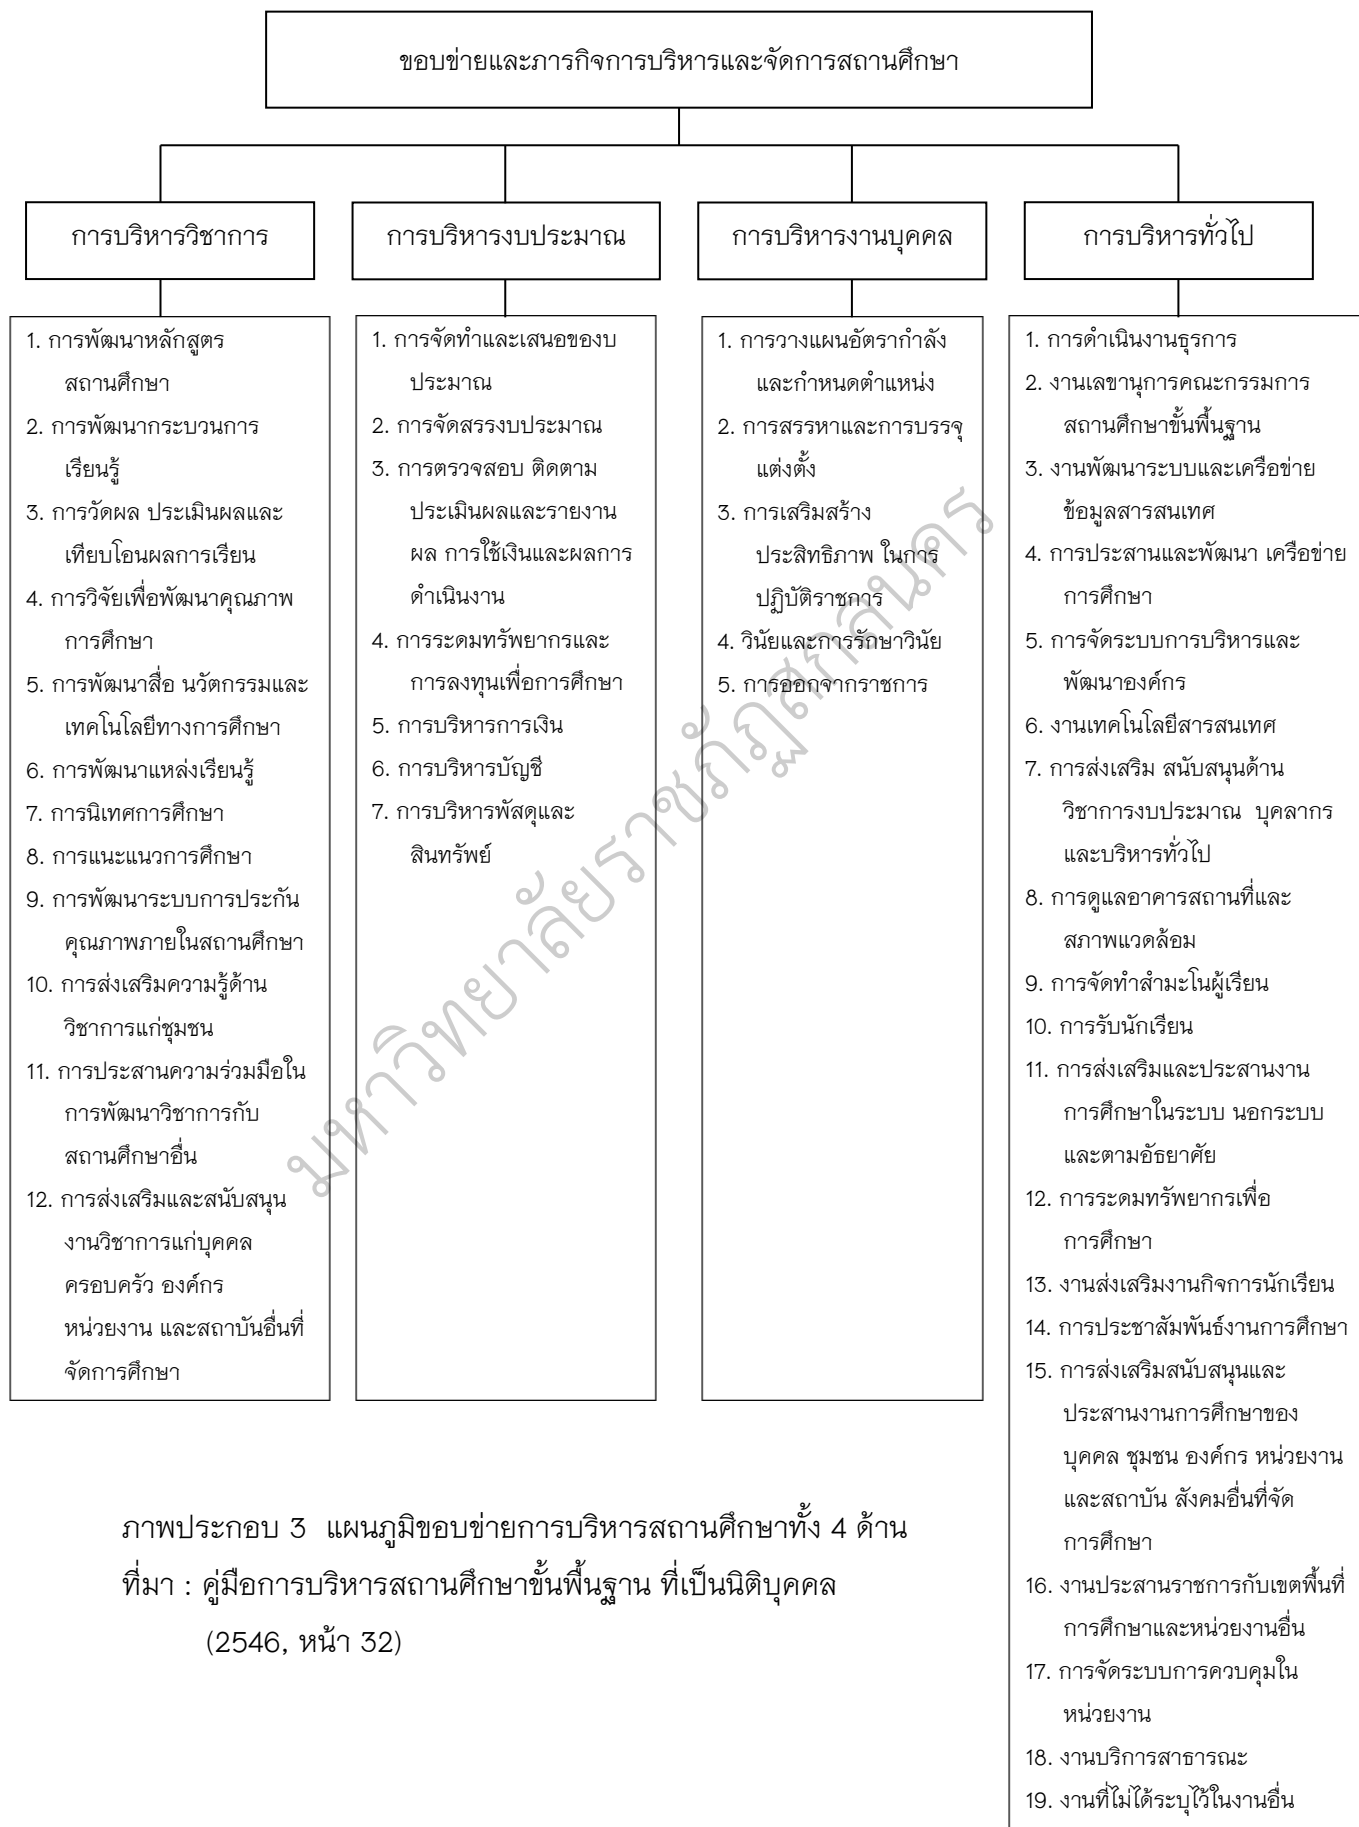 ขอบข่ายและภารกิจการบริหารและจัดการสถานศึกษา
การบริหารวิชาการ
การบริหารงบประมาณ
การบริหารงานบุคคล
การบริหารทั่วไป
1. การพัฒนาหลักสูตร
สถานศึกษา
2. การพัฒนากระบวนการ
เรียนรู้
3. การวัดผล ประเมินผลและ
เทียบโอนผลการเรียน
4. การวิจัยเพื่อพัฒนาคุณภาพ
การศึกษา
5. การพัฒนาสื่อ นวัตกรรมและ
เทคโนโลยีทางการศึกษา
6. การพัฒนาแหล่งเรียนรู้
7. การนิเทศการศึกษา
8. การแนะแนวการศึกษา
9. การพัฒนาระบบการประกัน
คุณภาพภายในสถานศึกษา
10. การส่งเสริมความรู้ด้าน
วิชาการแก่ชุมชน
11. การประสานความร่วมมือใน
การพัฒนาวิชาการกับ
สถานศึกษาอื่น
12. การส่งเสริมและสนับสนุน
งานวิชาการแก่บุคคล
ครอบครัว องค์กร
หน่วยงาน และสถาบันอื่นที่
จัดการศึกษา
1. การจัดทำและเสนอของบ
ประมาณ
2. การจัดสรรงบประมาณ
3. การตรวจสอบ ติดตาม
ประเมินผลและรายงาน
ผล การใช้เงินและผลการ
ดำเนินงาน
4. การระดมทรัพยากรและ
การลงทุนเพื่อการศึกษา
5. การบริหารการเงิน
6. การบริหารบัญชี
7. การบริหารพัสดุและ
สินทรัพย์
1. การวางแผนอัตรากำลัง
และกำหนดตำแหน่ง
2. การสรรหาและการบรรจุ
แต่งตั้ง
3. การเสริมสร้าง
ประสิทธิภาพ ในการ
ปฏิบัติราชการ
4. วินัยและการรักษาวินัย
5. การออกจากราชการ
1. การดำเนินงานธุรการ
2. งานเลขานุการคณะกรรมการ
สถานศึกษาขั้นพื้นฐาน
3. งานพัฒนาระบบและเครือข่าย
ข้อมูลสารสนเทศ
4. การประสานและพัฒนา เครือข่าย
การศึกษา
5. การจัดระบบการบริหารและ
พัฒนาองค์กร
6. งานเทคโนโลยีสารสนเทศ
7. การส่งเสริม สนับสนุนด้าน
วิชาการงบประมาณ บุคลากร
และบริหารทั่วไป
8. การดูแลอาคารสถานที่และ
สภาพแวดล้อม
9. การจัดทำสำมะโนผู้เรียน
10. การรับนักเรียน
11. การส่งเสริมและประสานงาน
การศึกษาในระบบ นอกระบบ
และตามอัธยาศัย
12. การระดมทรัพยากรเพื่อ
การศึกษา
13. งานส่งเสริมงานกิจการนักเรียน
14. การประชาสัมพันธ์งานการศึกษา
15. การส่งเสริมสนับสนุนและ
ประสานงานการศึกษาของ
บุคคล ชุมชน องค์กร หน่วยงาน
และสถาบัน สังคมอื่นที่จัด
การศึกษา
16. งานประสานราชการกับเขตพื้นที่
การศึกษาและหน่วยงานอื่น
17. การจัดระบบการควบคุมใน
หน่วยงาน
18. งานบริการสาธารณะ
19. งานที่ไม่ได้ระบุไว้ในงานอื่น
มหาวิทยาลัยราชภัฏสกลนคร
ภาพประกอบ 3 แผนภูมิขอบข่ายการบริหารสถานศึกษาทั้ง 4 ด้าน
ที่มา : คู่มือการบริหารสถานศึกษาขั้นพื้นฐาน ที่เป็นนิติบุคคล
(2546, หน้า 32)